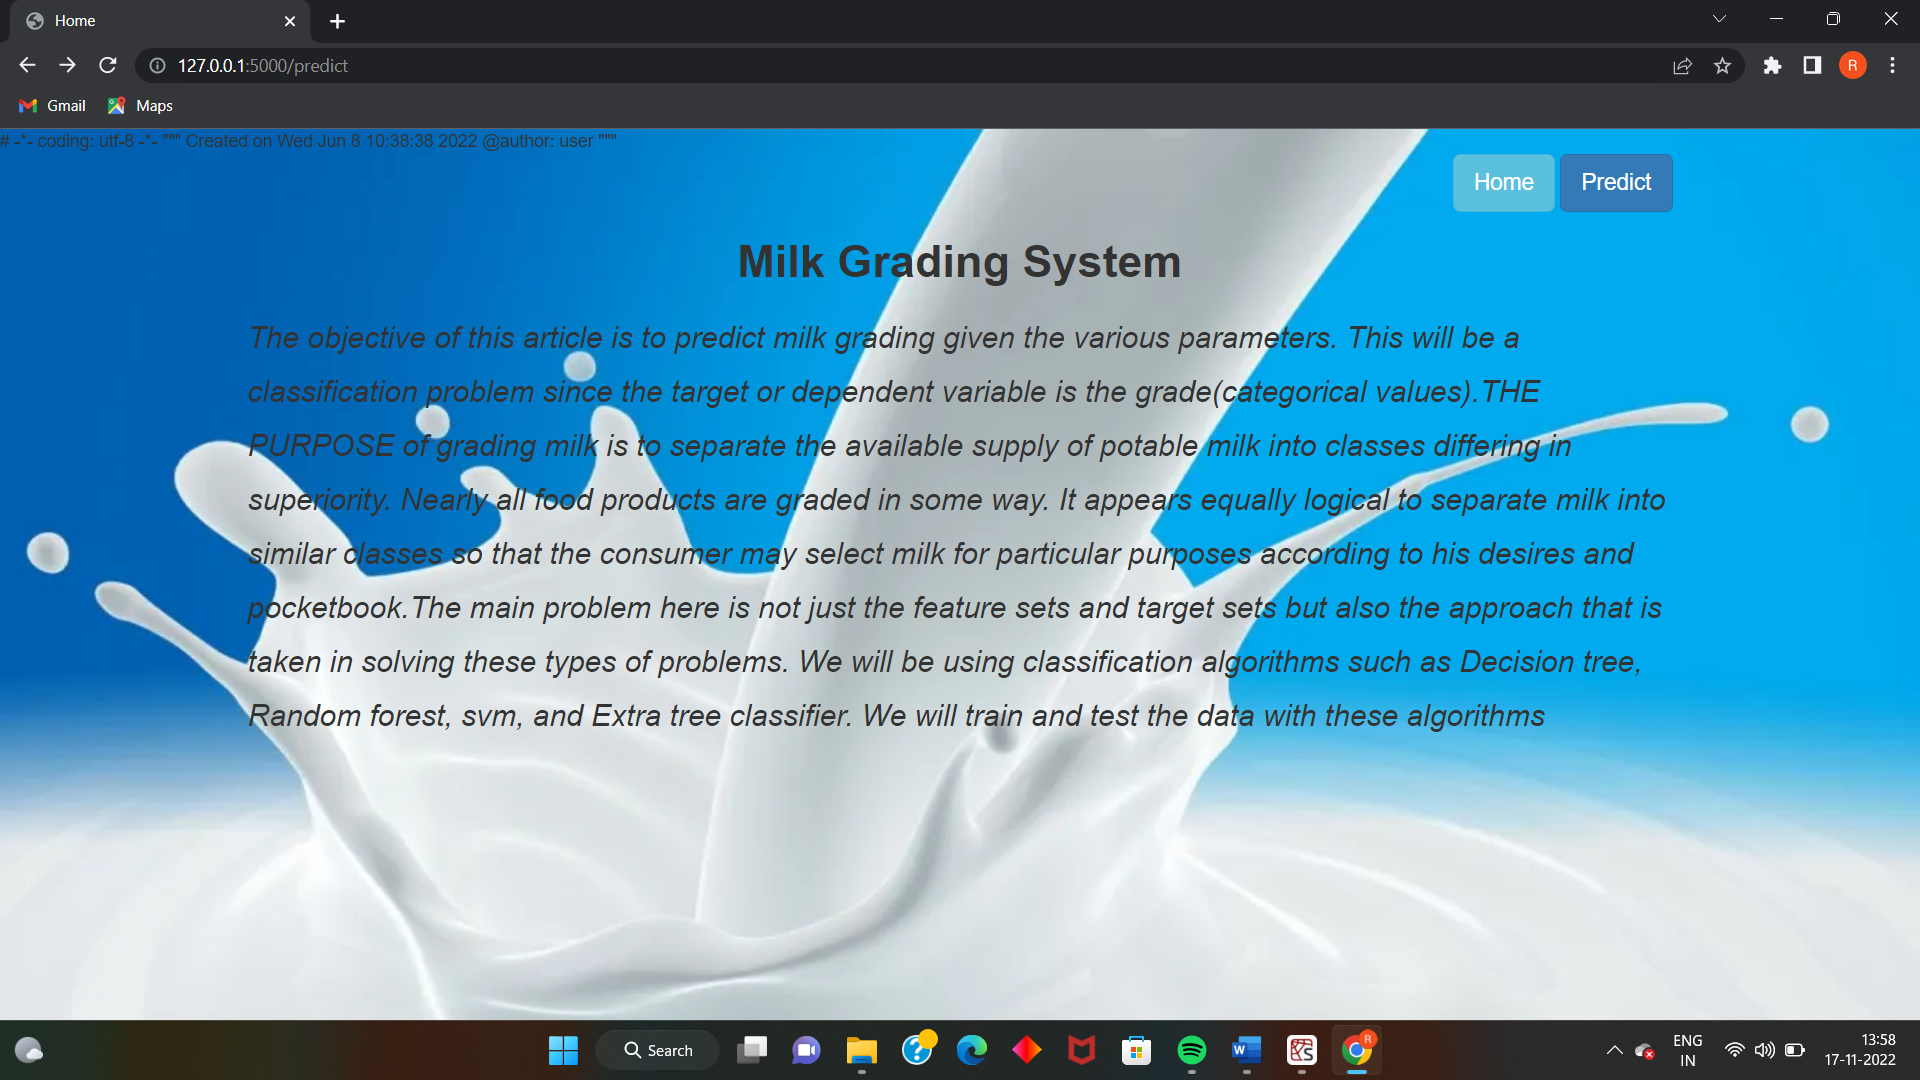 Home
127.0.0.1:5000/predict
R
Gmail Maps
# -*- coding: utf-8 -*- """ Created on Wed Jun 8 10:38:38 2022 @author: user """
Home Predict
Milk Grading System
The objective of this article is to predict milk grading given the various parameters. This will be a
classification problem since the target or dependent variable is the grade(categorical values).THE
PURPOSE of grading milk is to separate the available supply of potable milk into classes differing in
superiority. Nearly all food products are graded in some way. It appears equally logical to separate milk into
similar classes so that the consumer may select milk for particular purposes according to his desires and
pocketbook.The main problem here is not just the feature sets and target sets but also the approach that is
taken in solving these types of problems. We will be using classification algorithms such as Decision tree,
Random forest, svm, and Extra tree classifier. We will train and test the data with these algorithms
Search
R
ENG
IN
13:58
17-11-2022